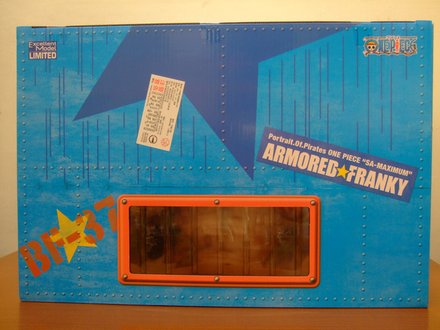 Excellent
Model
LIMITED
ONE PIECE
Portrait.Of.Pirates ONE PIECE "SA-MAXIMUM"
ARMORED★FRANKY
BF-37